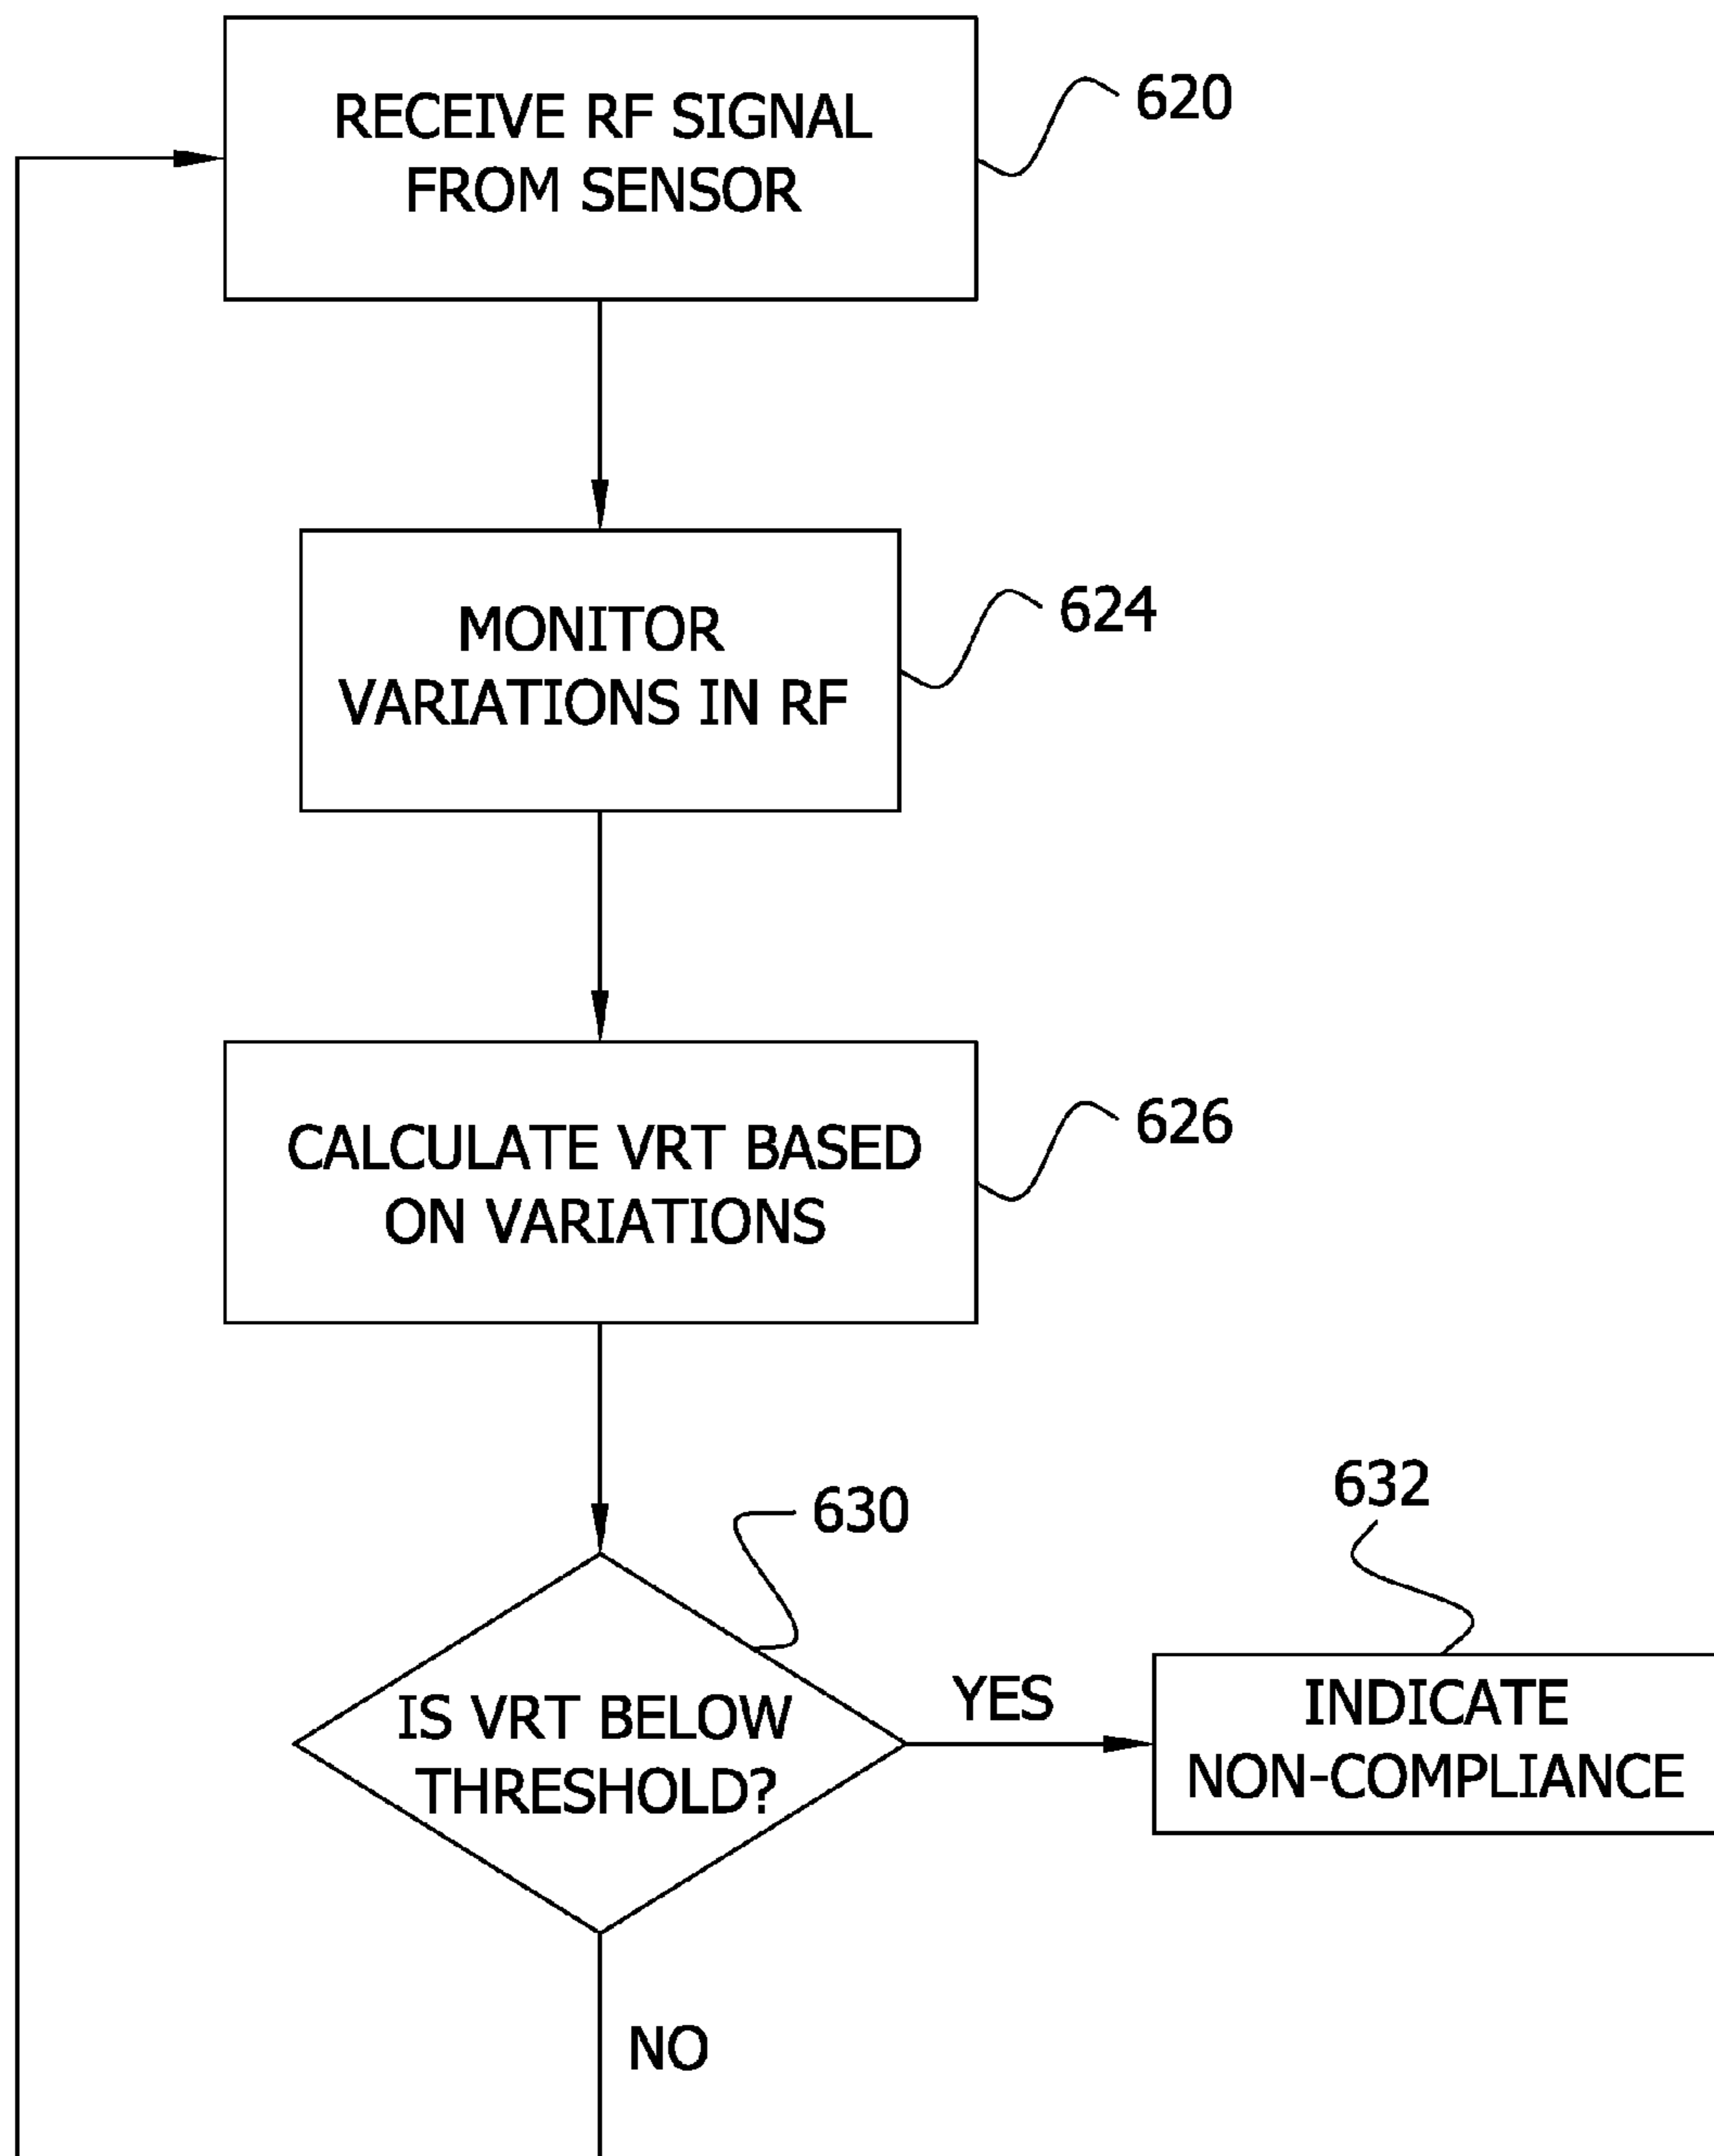 RECEIVE RF SIGNAL
FROM SENSOR
620
MONITOR
VARIATIONS IN RF
624
CALCULATE VRT BASED
ON VARIATIONS
626
630
IS VRT BELOW
THRESHOLD?
YES
632
INDICATE
NON-COMPLIANCE
NO